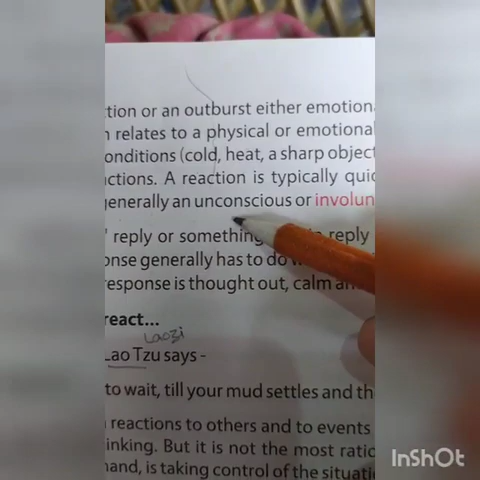 tion or an outburst either emotion
relates to a physical or emotional
onditions (cold, heat, a sharp object
ctions. A reaction is typically quic
generally an unconscious or involun
' reply or something reply
onse generally has to do
response is thought out, calm an
react...
Laozi
Lao Tzu says -
to wait, till your mud settles and th
reactions to others and to events
inking. But it is not the most ratio
hand, is taking control of the situati
InShOt